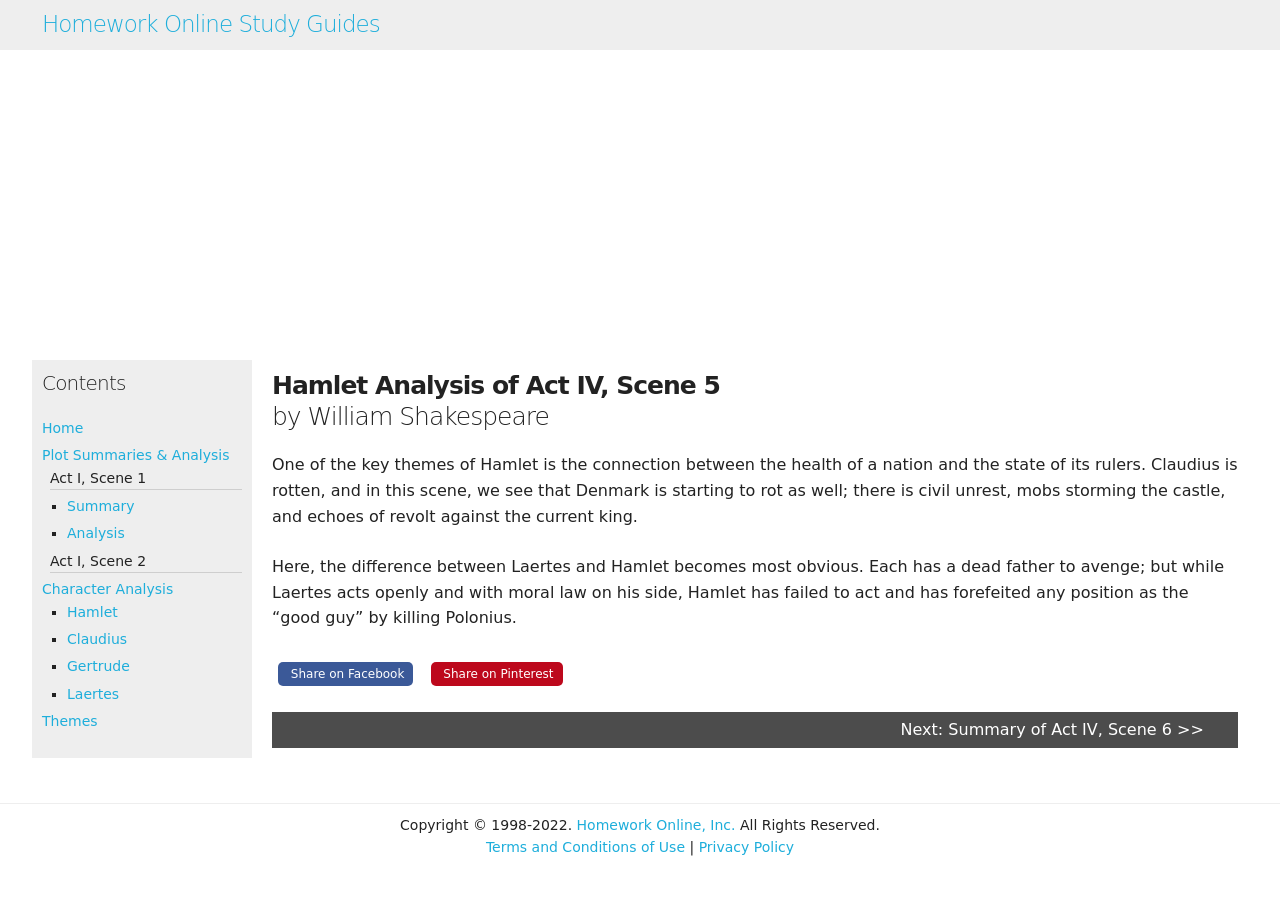 Homework Online Study Guides
Contents
Home
Plot Summaries & Analysis
Act I, Scene 1
Summary
Analysis
Act I, Scene 2
Character Analysis
Hamlet
Claudius
Gertrude
Laertes
Themes
Hamlet Analysis of Act IV, Scene 5
by William Shakespeare
One of the key themes of Hamlet is the connection between the health of a nation and the state of its rulers. Claudius is
rotten, and in this scene, we see that Denmark is starting to rot as well; there is civil unrest, mobs storming the castle,
and echoes of revolt against the current king.
Here, the difference between Laertes and Hamlet becomes most obvious. Each has a dead father to avenge; but while
Laertes acts openly and with moral law on his side, Hamlet has failed to act and has forefeited any position as the
“good guy” by killing Polonius.
Share on Facebook
Share on Pinterest
Next: Summary of Act IV, Scene 6 >>
Copyright © 1998-2022. Homework Online, Inc. All Rights Reserved.
Terms and Conditions of Use | Privacy Policy